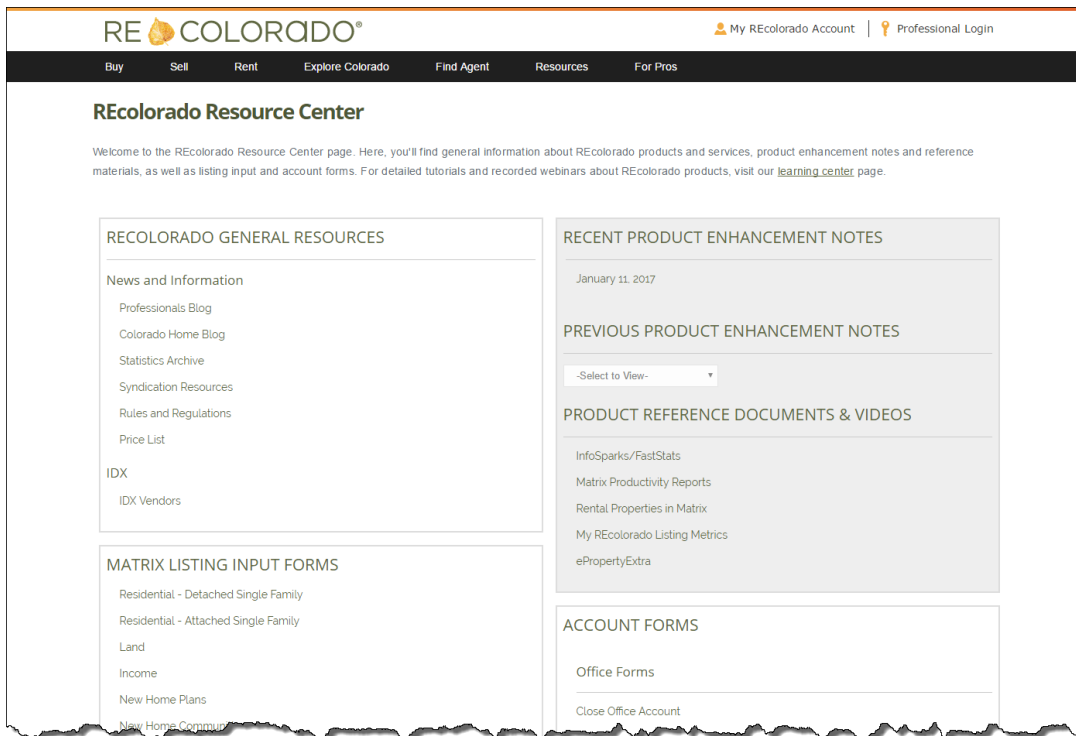 RE COLORADO®
My REcolorado Account
Professional Login
Buy Sell Rent Explore Colorado Find Agent Resources For Pros
REcolorado Resource Center
Welcome to the REcolorado Resource Center page. Here, you'll find general information about REcolorado products and services, product enhancement notes and reference
materials, as well as listing input and account forms. For detailed tutorials and recorded webinars about REcolorado products, visit our learning center page.
RECOLORADO GENERAL RESOURCES
News and Information
Professionals Blog
Colorado Home Blog
Statistics Archive
Syndication Resources
Rules and Regulations
Price List
IDX
IDX Vendors
MATRIX LISTING INPUT FORMS
Residential - Detached Single Family
Residential - Attached Single Family
Land
Income
New Home Plans
New Home
RECENT PRODUCT ENHANCEMENT NOTES
January 11, 2017
PREVIOUS PRODUCT ENHANCEMENT NOTES
-Select to View-
PRODUCT REFERENCE DOCUMENTS & VIDEOS
InfoSparks/FastStats
Matrix Productivity Reports
Rental Properties in Matrix
My REcolorado Listing Metrics
ePropertyExtra
ACCOUNT FORMS
Office Forms
Close Office Account